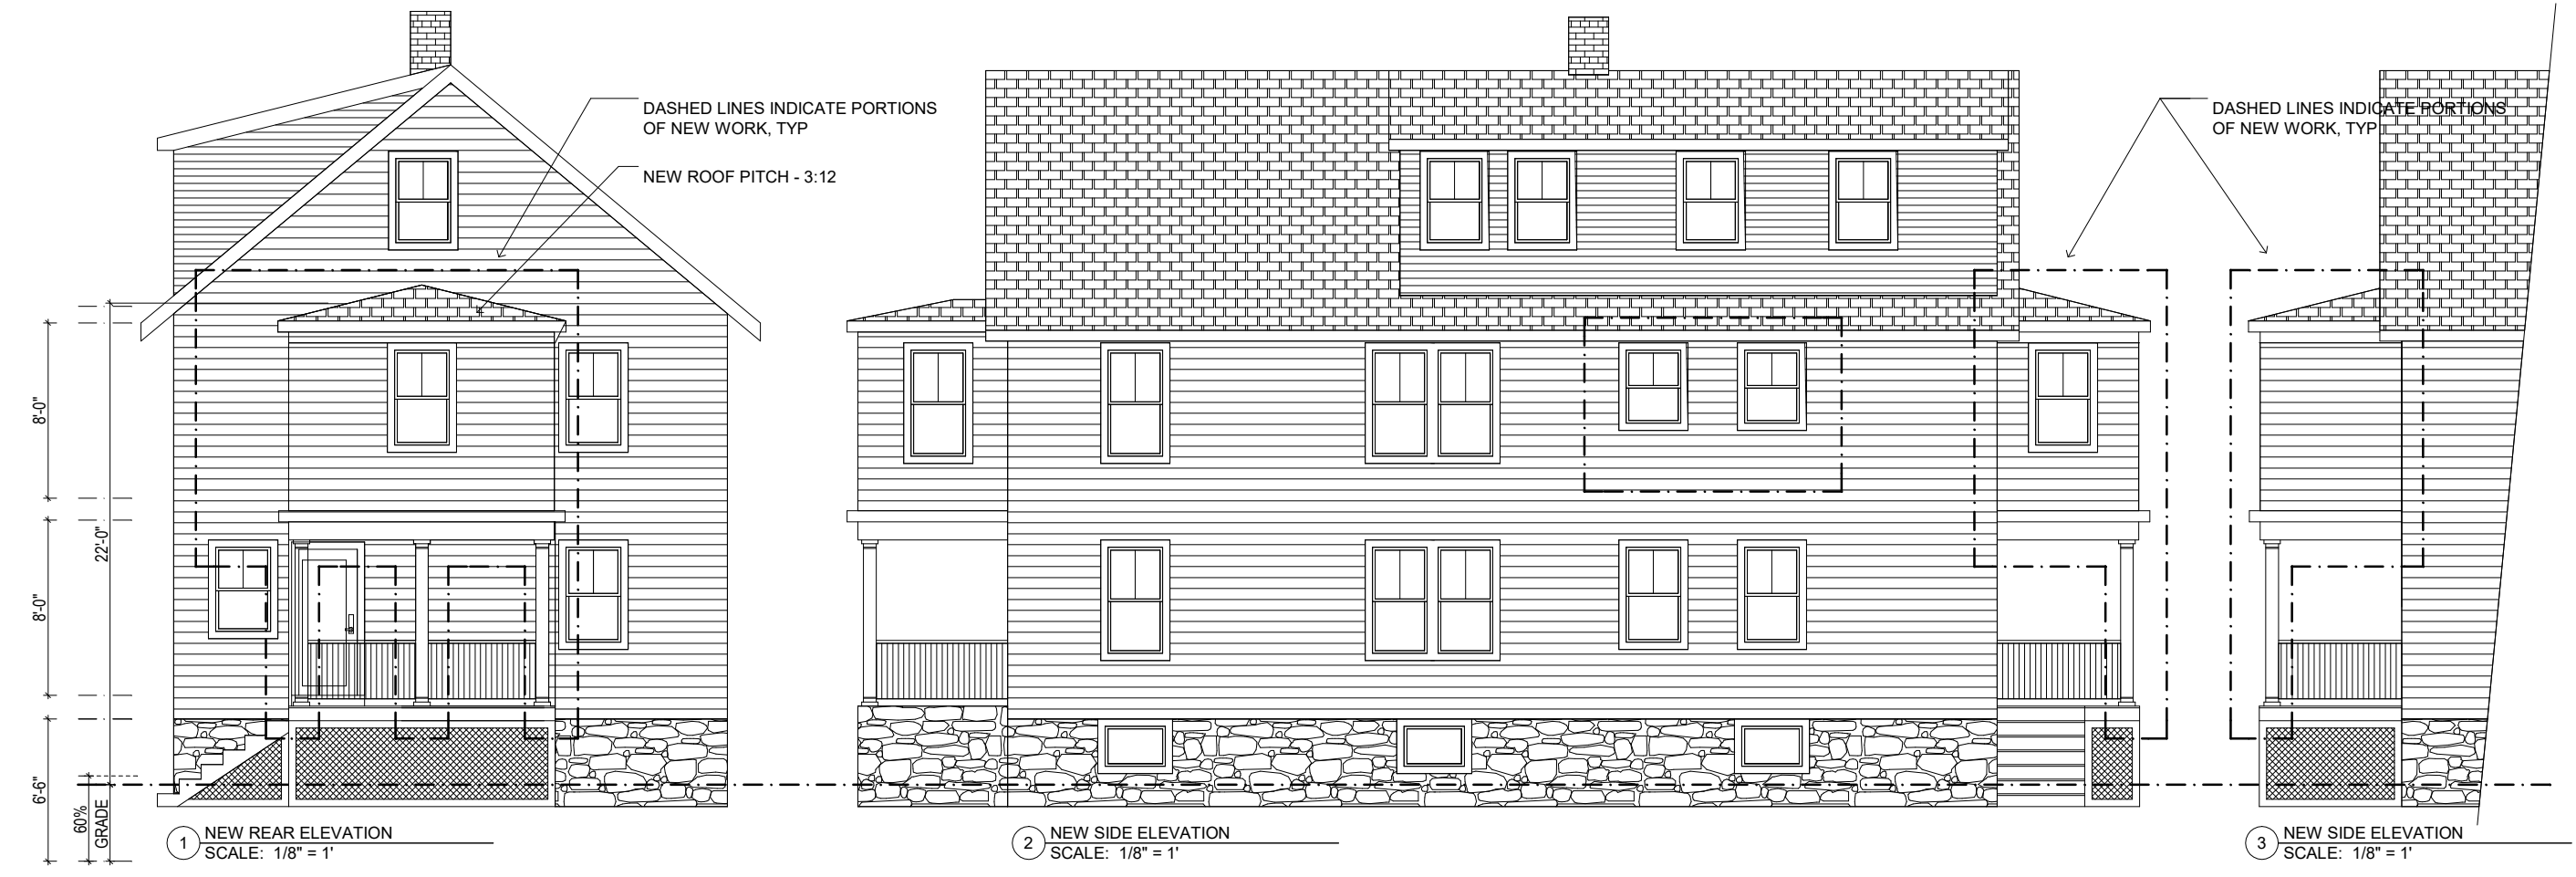 DASHED LINES INDICATE PORTIONS
OF NEW WORK, TYP
NEW ROOF PITCH - 3:12
DASHED LINES INDICATE PORTIONS
OF NEW WORK, TYP
8'-0"
8'-0"
6'-6"
22'-0"
60%
GRADE
1 NEW REAR ELEVATION
SCALE: 1/8" = 1'
2 NEW SIDE ELEVATION
SCALE: 1/8" = 1'
3 NEW SIDE ELEVATION
SCALE: 1/8" = 1'